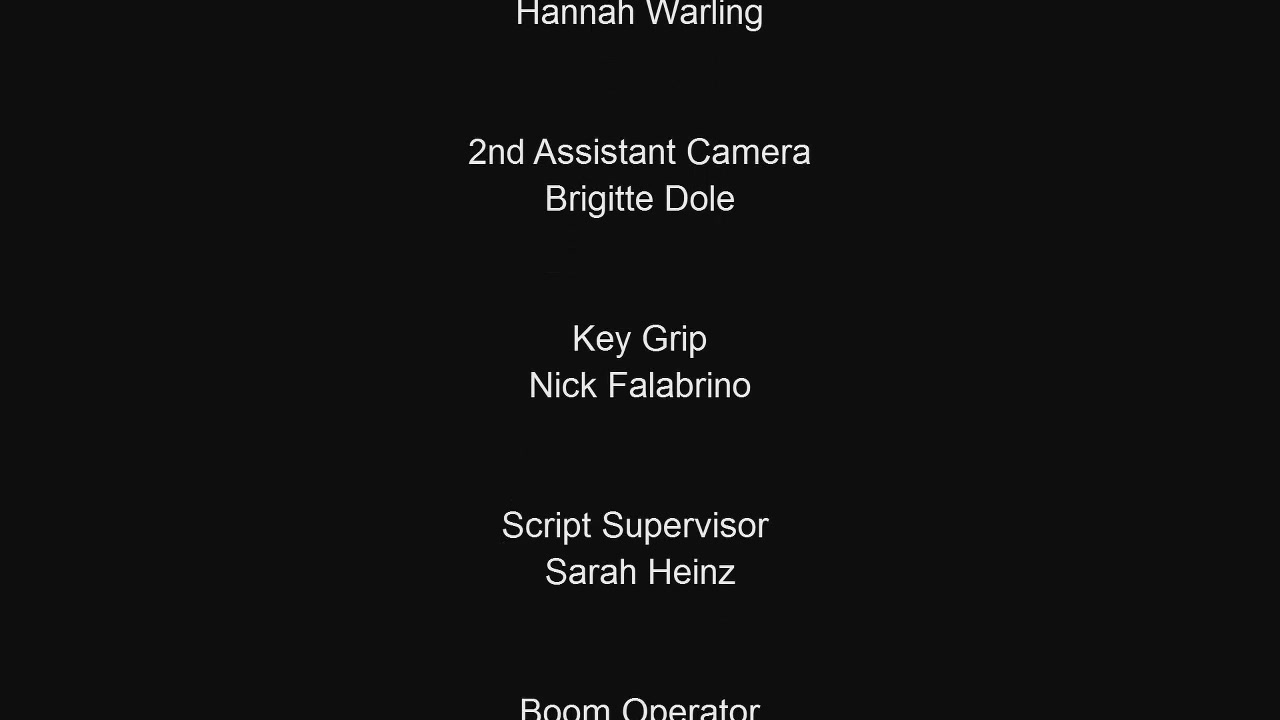 Hannah Warling
2nd Assistant Camera
Brigitte Dole
Key Grip
Nick Falabrino
Script Supervisor
Sarah Heinz
Boom Operator